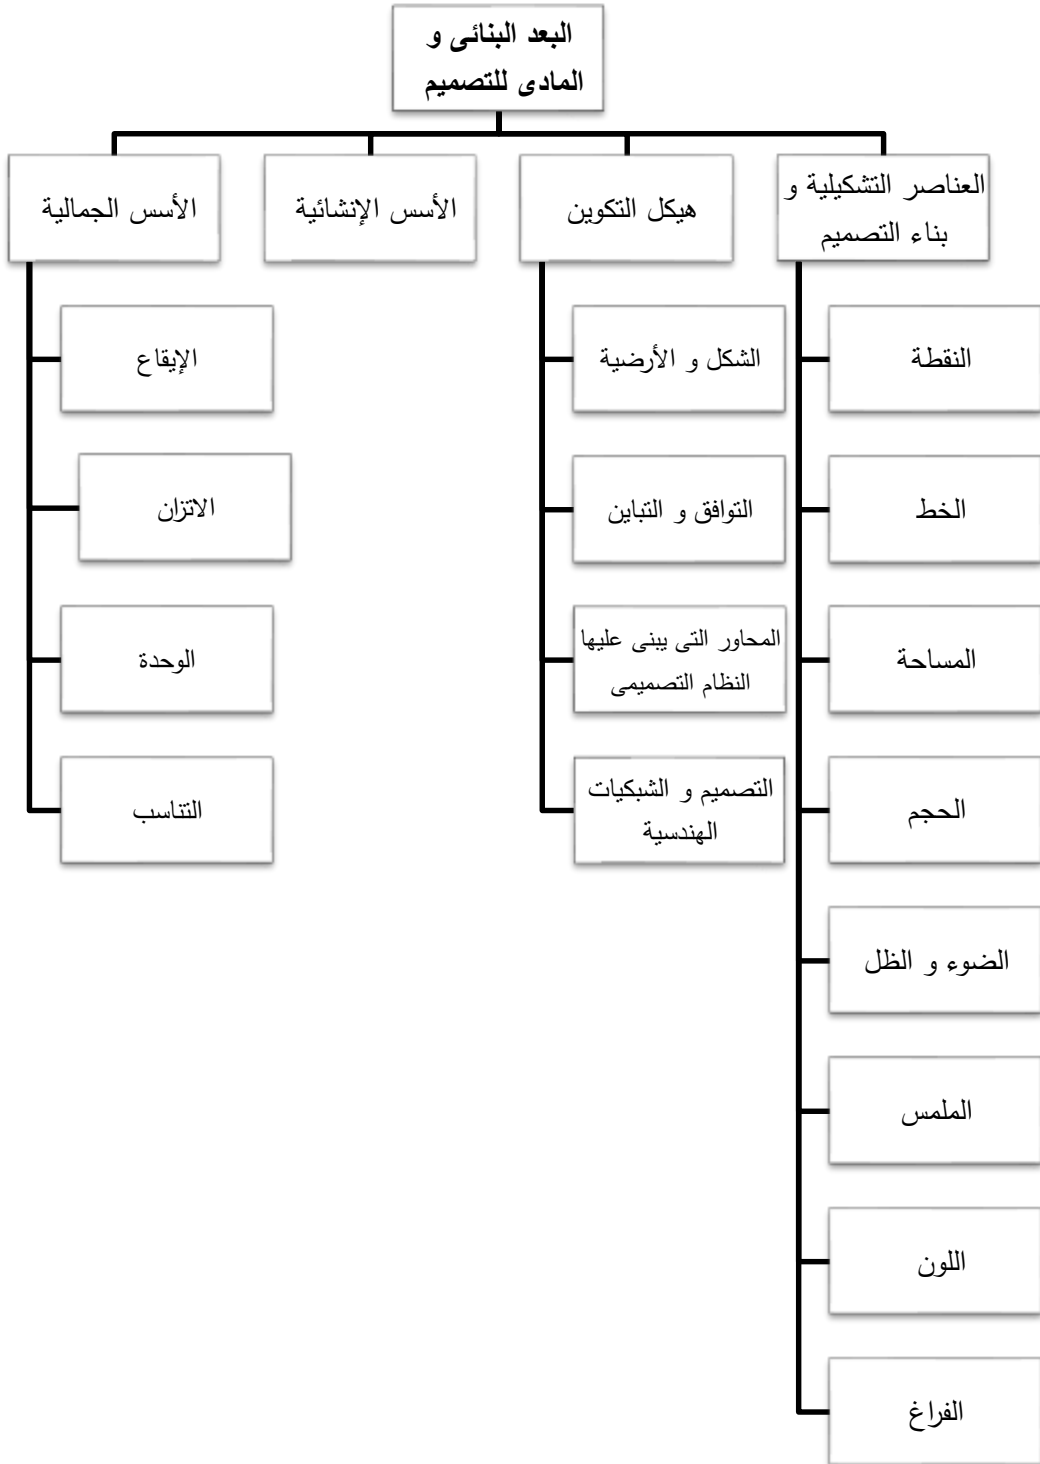 البعد البنائى و
المادى للتصميم
العناصر التشكيلية و
بناء التصميم
هيكل التكوين
الأسس الإنشائية
الأسس الجمالية
النقطة
الشكل و الأرضية
الإيقاع
الخط
التوافق و التباين
الاتزان
المساحة
المحاور التى يبنى عليها
النظام التصميمى
الوحدة
الحجم
التصميم و الشبكيات
الهندسية
التناسب
الضوء و الظل
الملمس
اللون
الفراغ